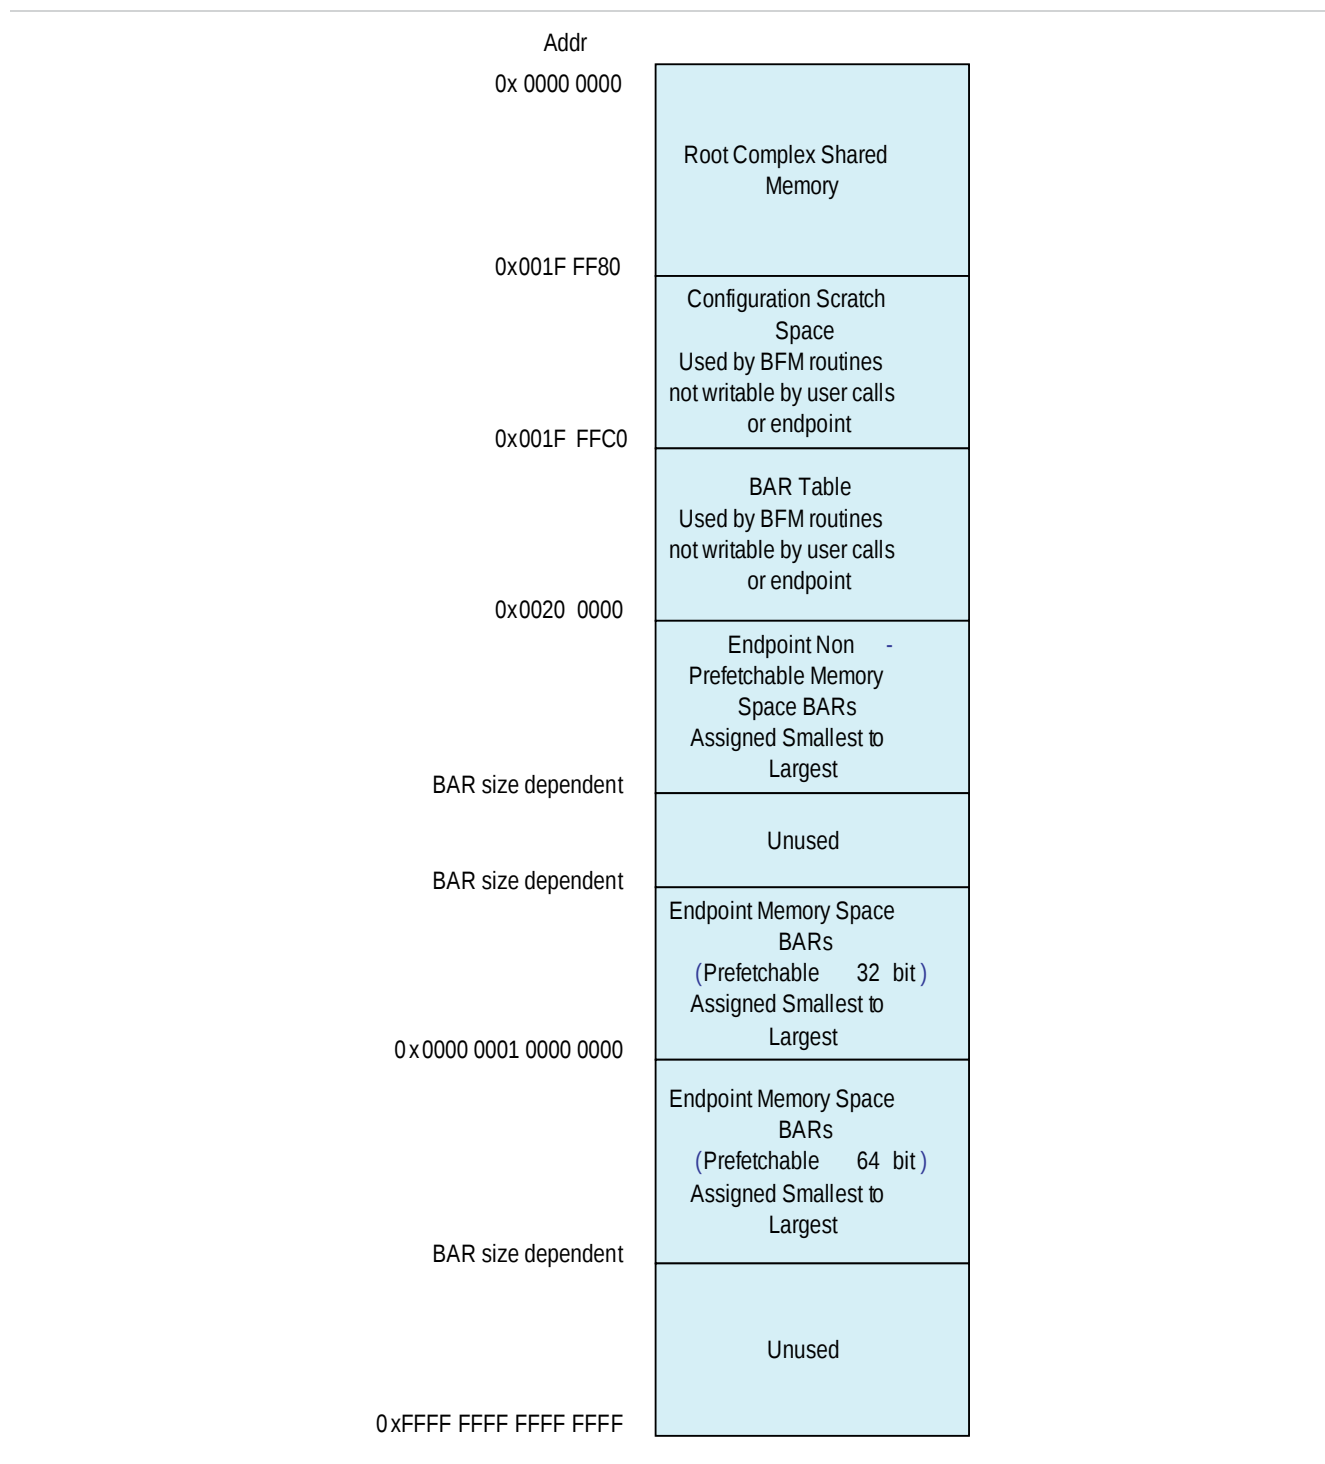 Addr
0x 0000 0000
Root Complex Shared
Memory
0x001F FF80
Configuration Scratch
Space
Used by BFM routines
not writable by user calls
or endpoint
0x001F FFC0
BAR Table
Used by BFM routines
not writable by user calls
or endpoint
0x0020 0000
Endpoint Non -
Prefetchable Memory
Space BARs
Assigned Smallest to
Largest
BAR size dependent
Unused
BAR size dependent
Endpoint Memory Space
BARs
(Prefetchable 32 bit)
Assigned Smallest to
Largest
0x0000 0001 0000 0000
Endpoint Memory Space
BARs
(Prefetchable 64 bit)
Assigned Smallest to
Largest
BAR size dependent
Unused
0xFFFF FFFF FFFF FFFF